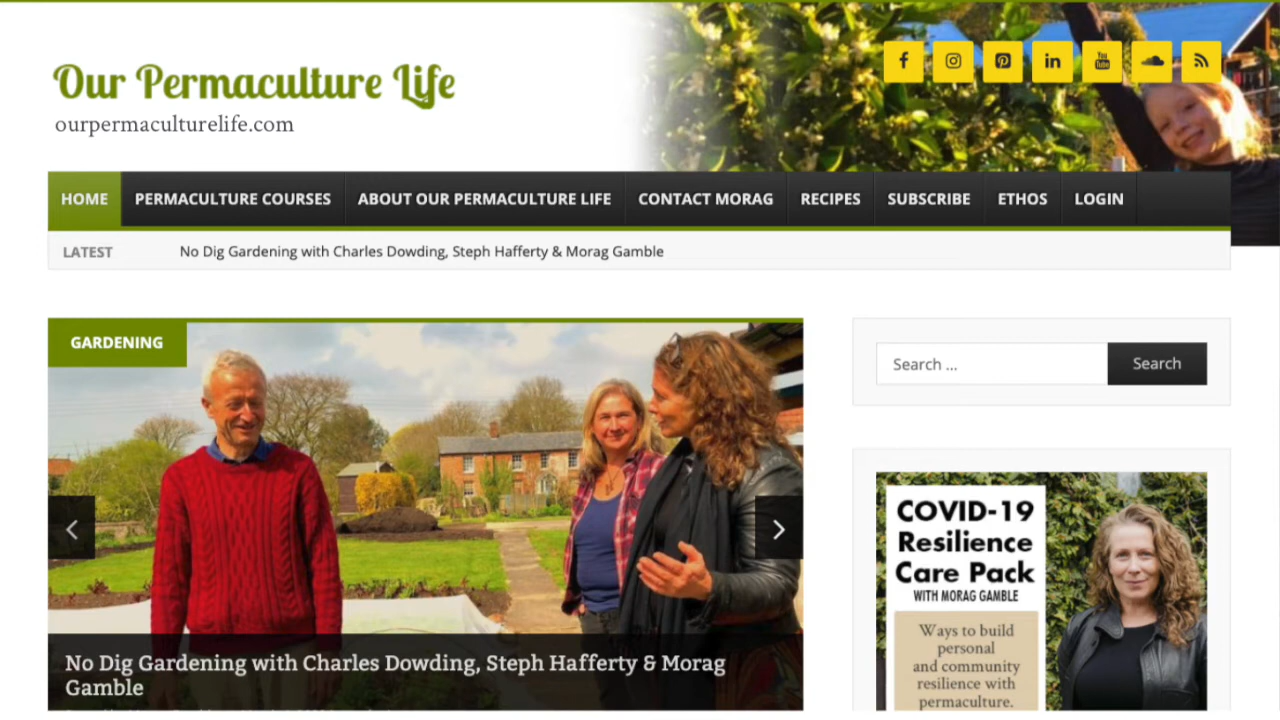 Our Permaculture Life
ourpermaculturelife.com
You
Tube
HOME PERMACULTURE COURSES ABOUT OUR PERMACULTURE LIFE CONTACT MORAG RECIPES SUBSCRIBE ETHOS LOGIN
LATEST No Dig Gardening with Charles Dowding, Steph Hafferty & Morag Gamble
GARDENING
No Dig Gardening with Charles Dowding, Steph Hafferty & Morag
Gamble
Search ... Search
COVID-19
Resilience
Care Pack
WITH MORAG GAMBLE
Ways to build
personal
and community
resilience with
permaculture.